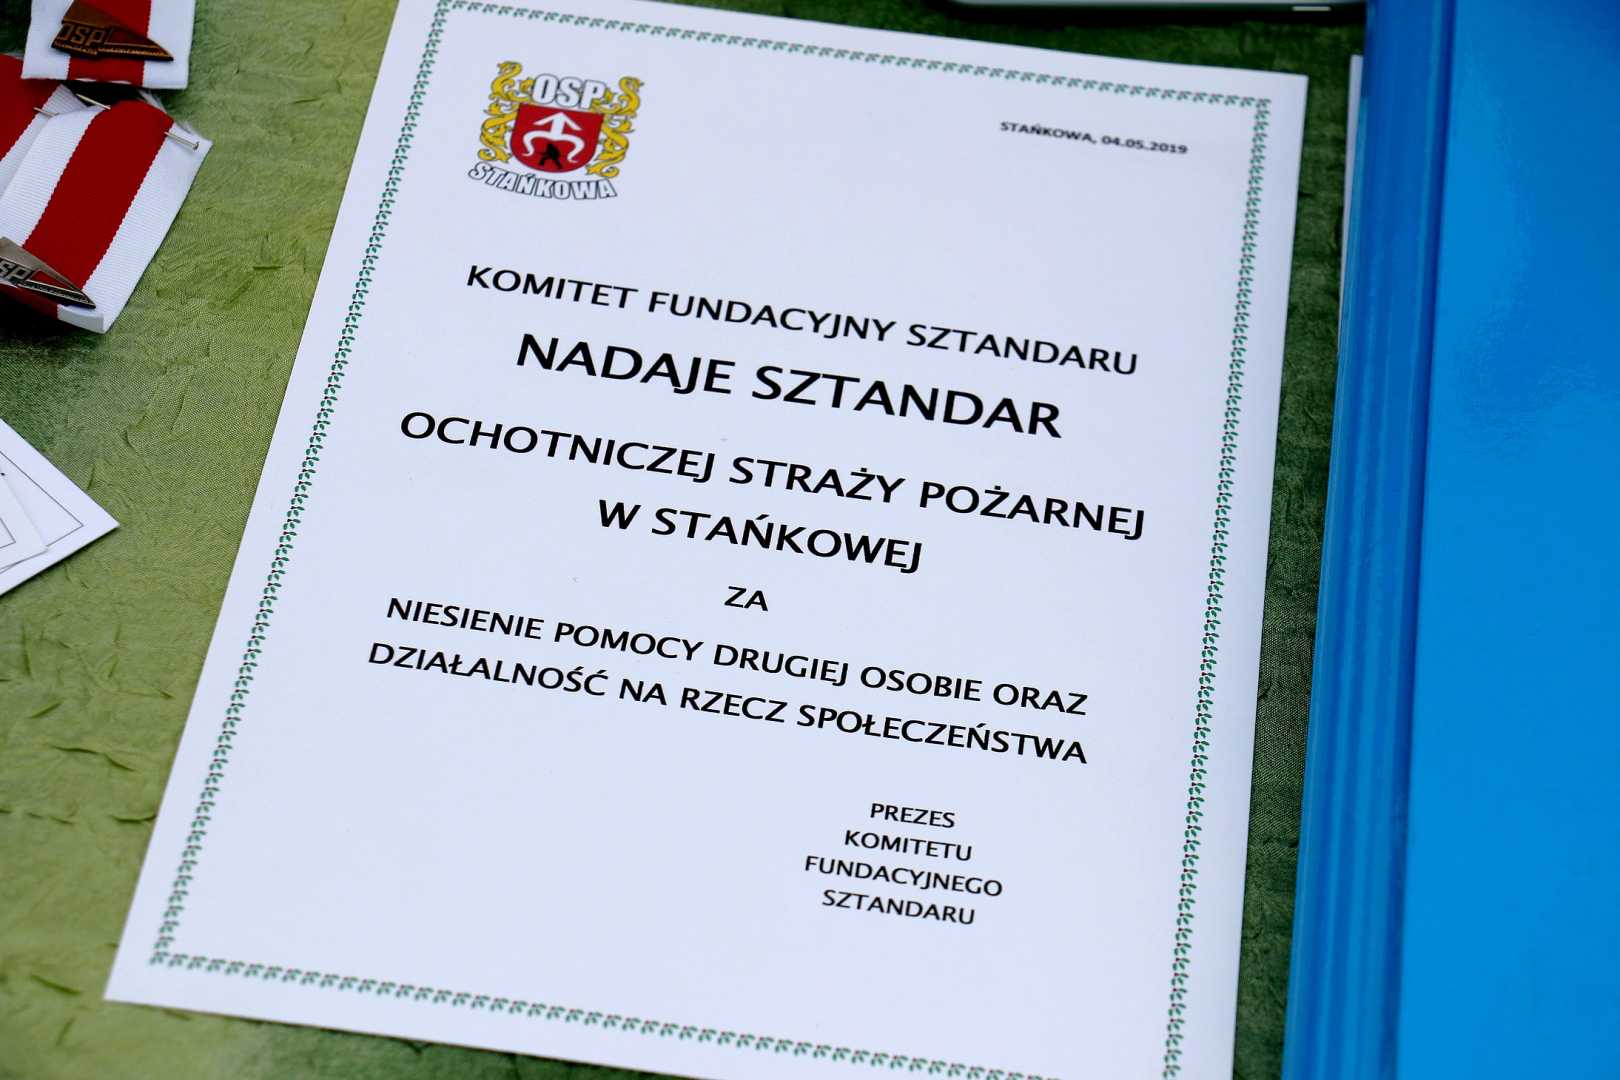 OSP
OSP
STAŃKOWA
STAŃKOWA, 04.05.2019
KOMITET FUNDACYJNY SZTANDARU
NADAJE SZTANDAR
OCHOTNICZEJ STRAŻY POŻARNEJ
W STAŃKOWEJ
ZA
NIESIENIE POMOCY DRUGIEJ OSOBIE ORAZ
DZIAŁALNOŚĆ NA RZECZ SPOŁECZEŃSTWA
PREZES
KOMITETU
FUNDACYJNEGO
SZTANDARU